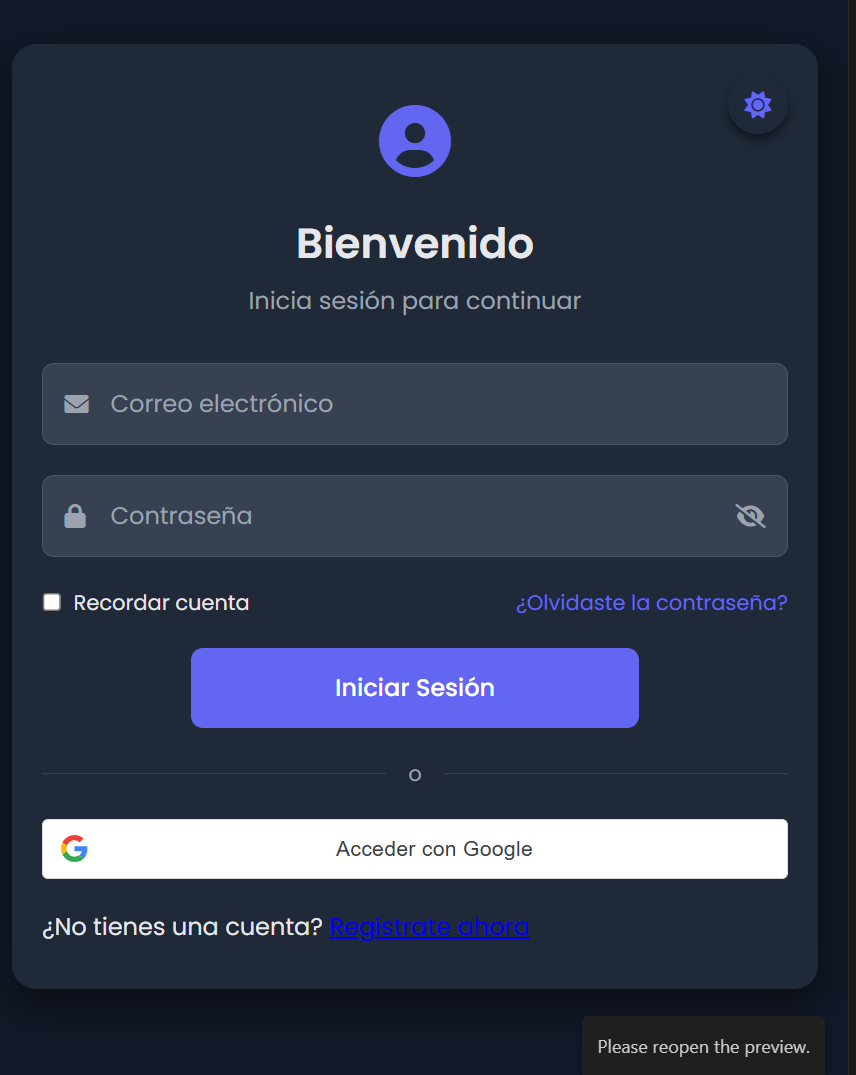 Bienvenido
Inicia sesión para continuar
Correo electrónico
Contraseña
Recordar cuenta
¿Olvidaste la contraseña?
Iniciar Sesión
o
Acceder con Google
¿No tienes una cuenta? Registrate ahora
Please reopen the preview.